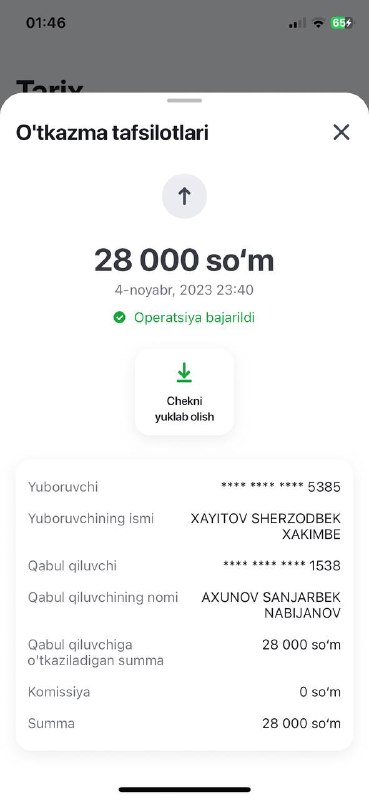 01:46
65
Tarix
O'tkazma tafsilotlari
28 000 so‘m
4-noyabr, 2023 23:40
Operatsiya bajarildi
Chekni
yuklab olish
Yuboruvchi **** **** **** 5385
Yuboruvchining ismi XAYITOV SHERZODBEK
XAKIMBE
Qabul qiluvchi **** **** **** 1538
Qabul qiluvchining nomi AXUNOV SANJARBEK
NABIJANOV
Qabul qiluvchiga 28 000 so‘m
o'tkaziladigan summa
Komissiya 0 so‘m
Summa 28 000 so‘m